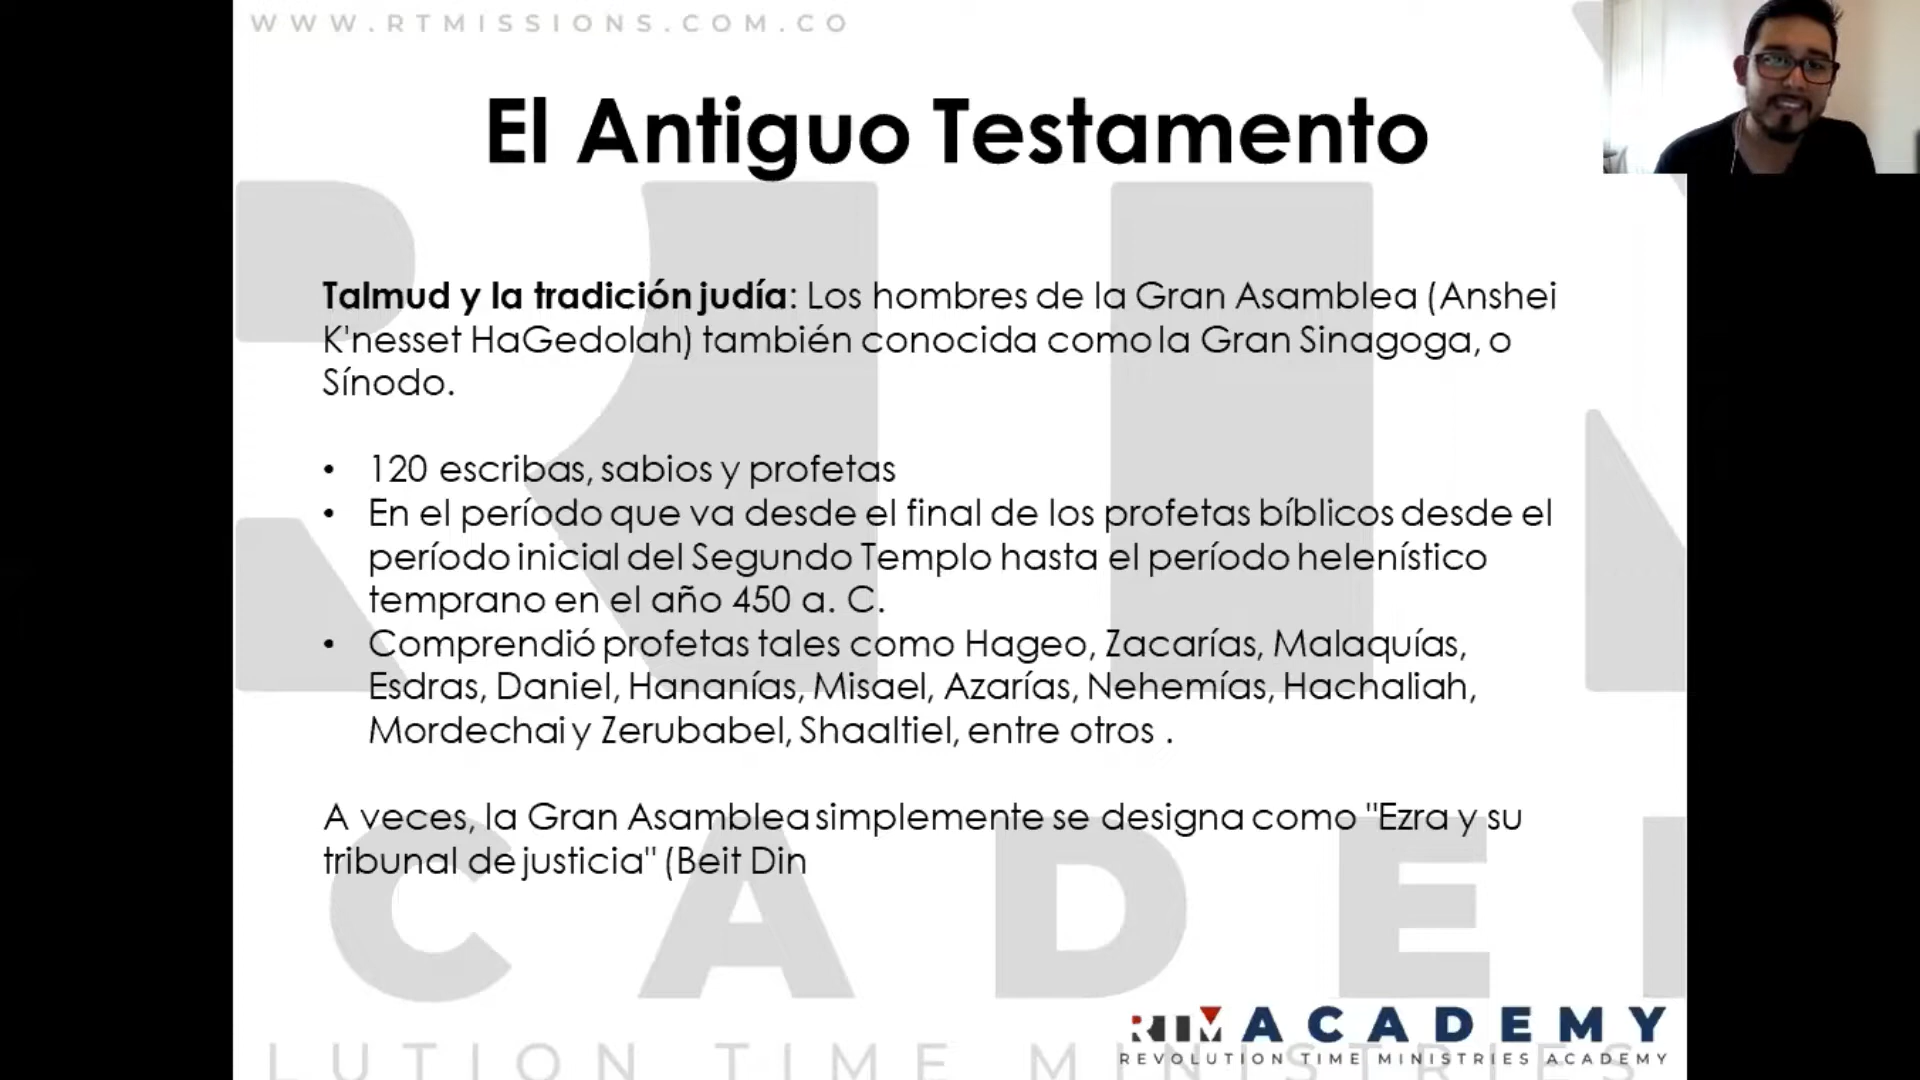 WWW.RTMISSIONS.COM.CO
El Antiguo Testamento
Talmud y la tradición judía: Los hombres de la Gran Asamblea (Anshei
K'nesset HaGedolah) también conocida como la Gran Sinagoga, o
Sínodo.
• 120 escribas, sabios y profetas
• En el período que va desde el final de los profetas bíblicos desde el
período inicial del Segundo Templo hasta el período helenístico
temprano en el año 450 a. C.
• Comprendió profetas tales como Hageo, Zacarías, Malaquías,
Esdras, Daniel, Hananías, Misael, Azarías, Nehemías, Hachaliah,
Mordechai y Zerubabel, Shaaltiel, entre otros .
A veces, la Gran Asamblea simplemente se designa como "Ezra y su
tribunal de justicia" (Beit Din
CADE
RTM ACADEMY
REVOLUTION TIME MINISTRIES ACADEMY
LUTION TIME MINISTRIES